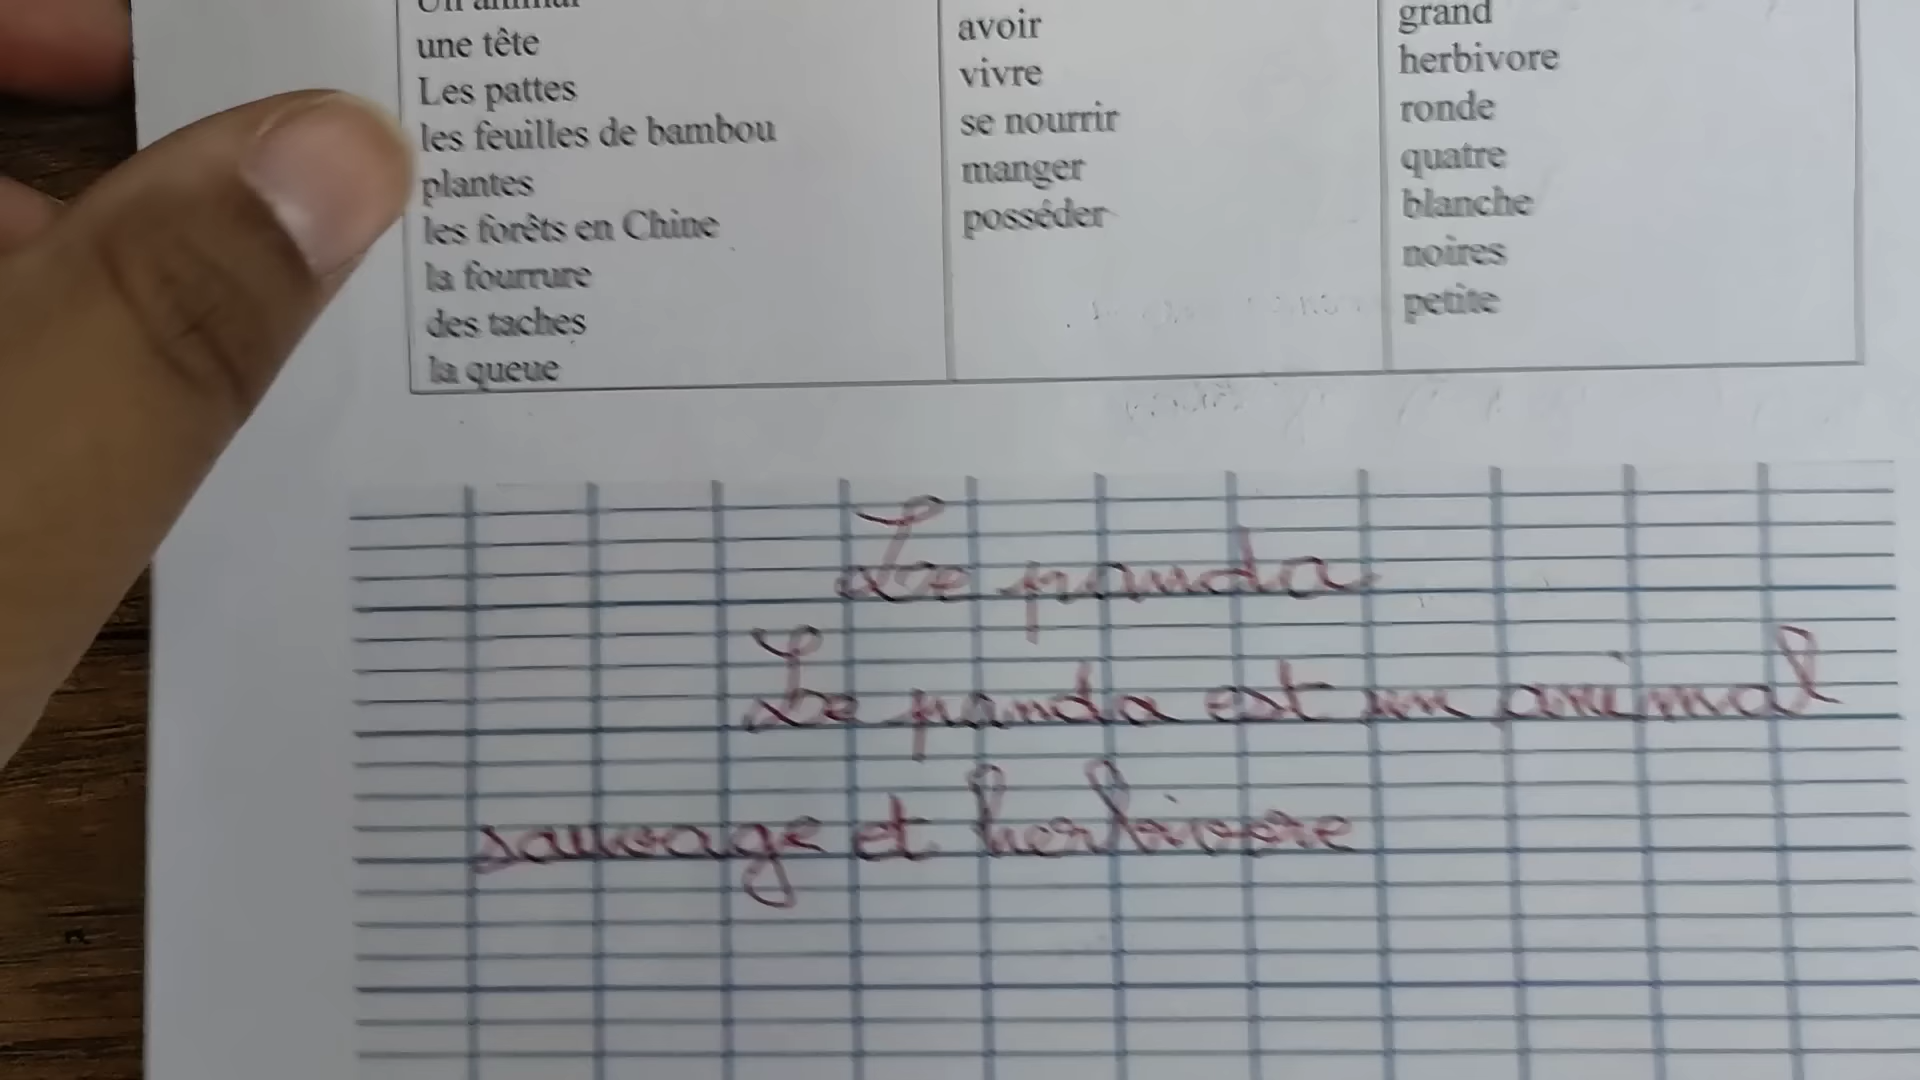 Un animal
une tête
Les pattes
les feuilles de bambou
plantes
les forêts en Chine
la fourrure
des taches
la queue
avoir
vivre
se nourrir
manger
posséder
grand
herbivore
ronde
quatre
blanche
noires
petite
Le panda
Le panda est un animal
sauvage et herbivore